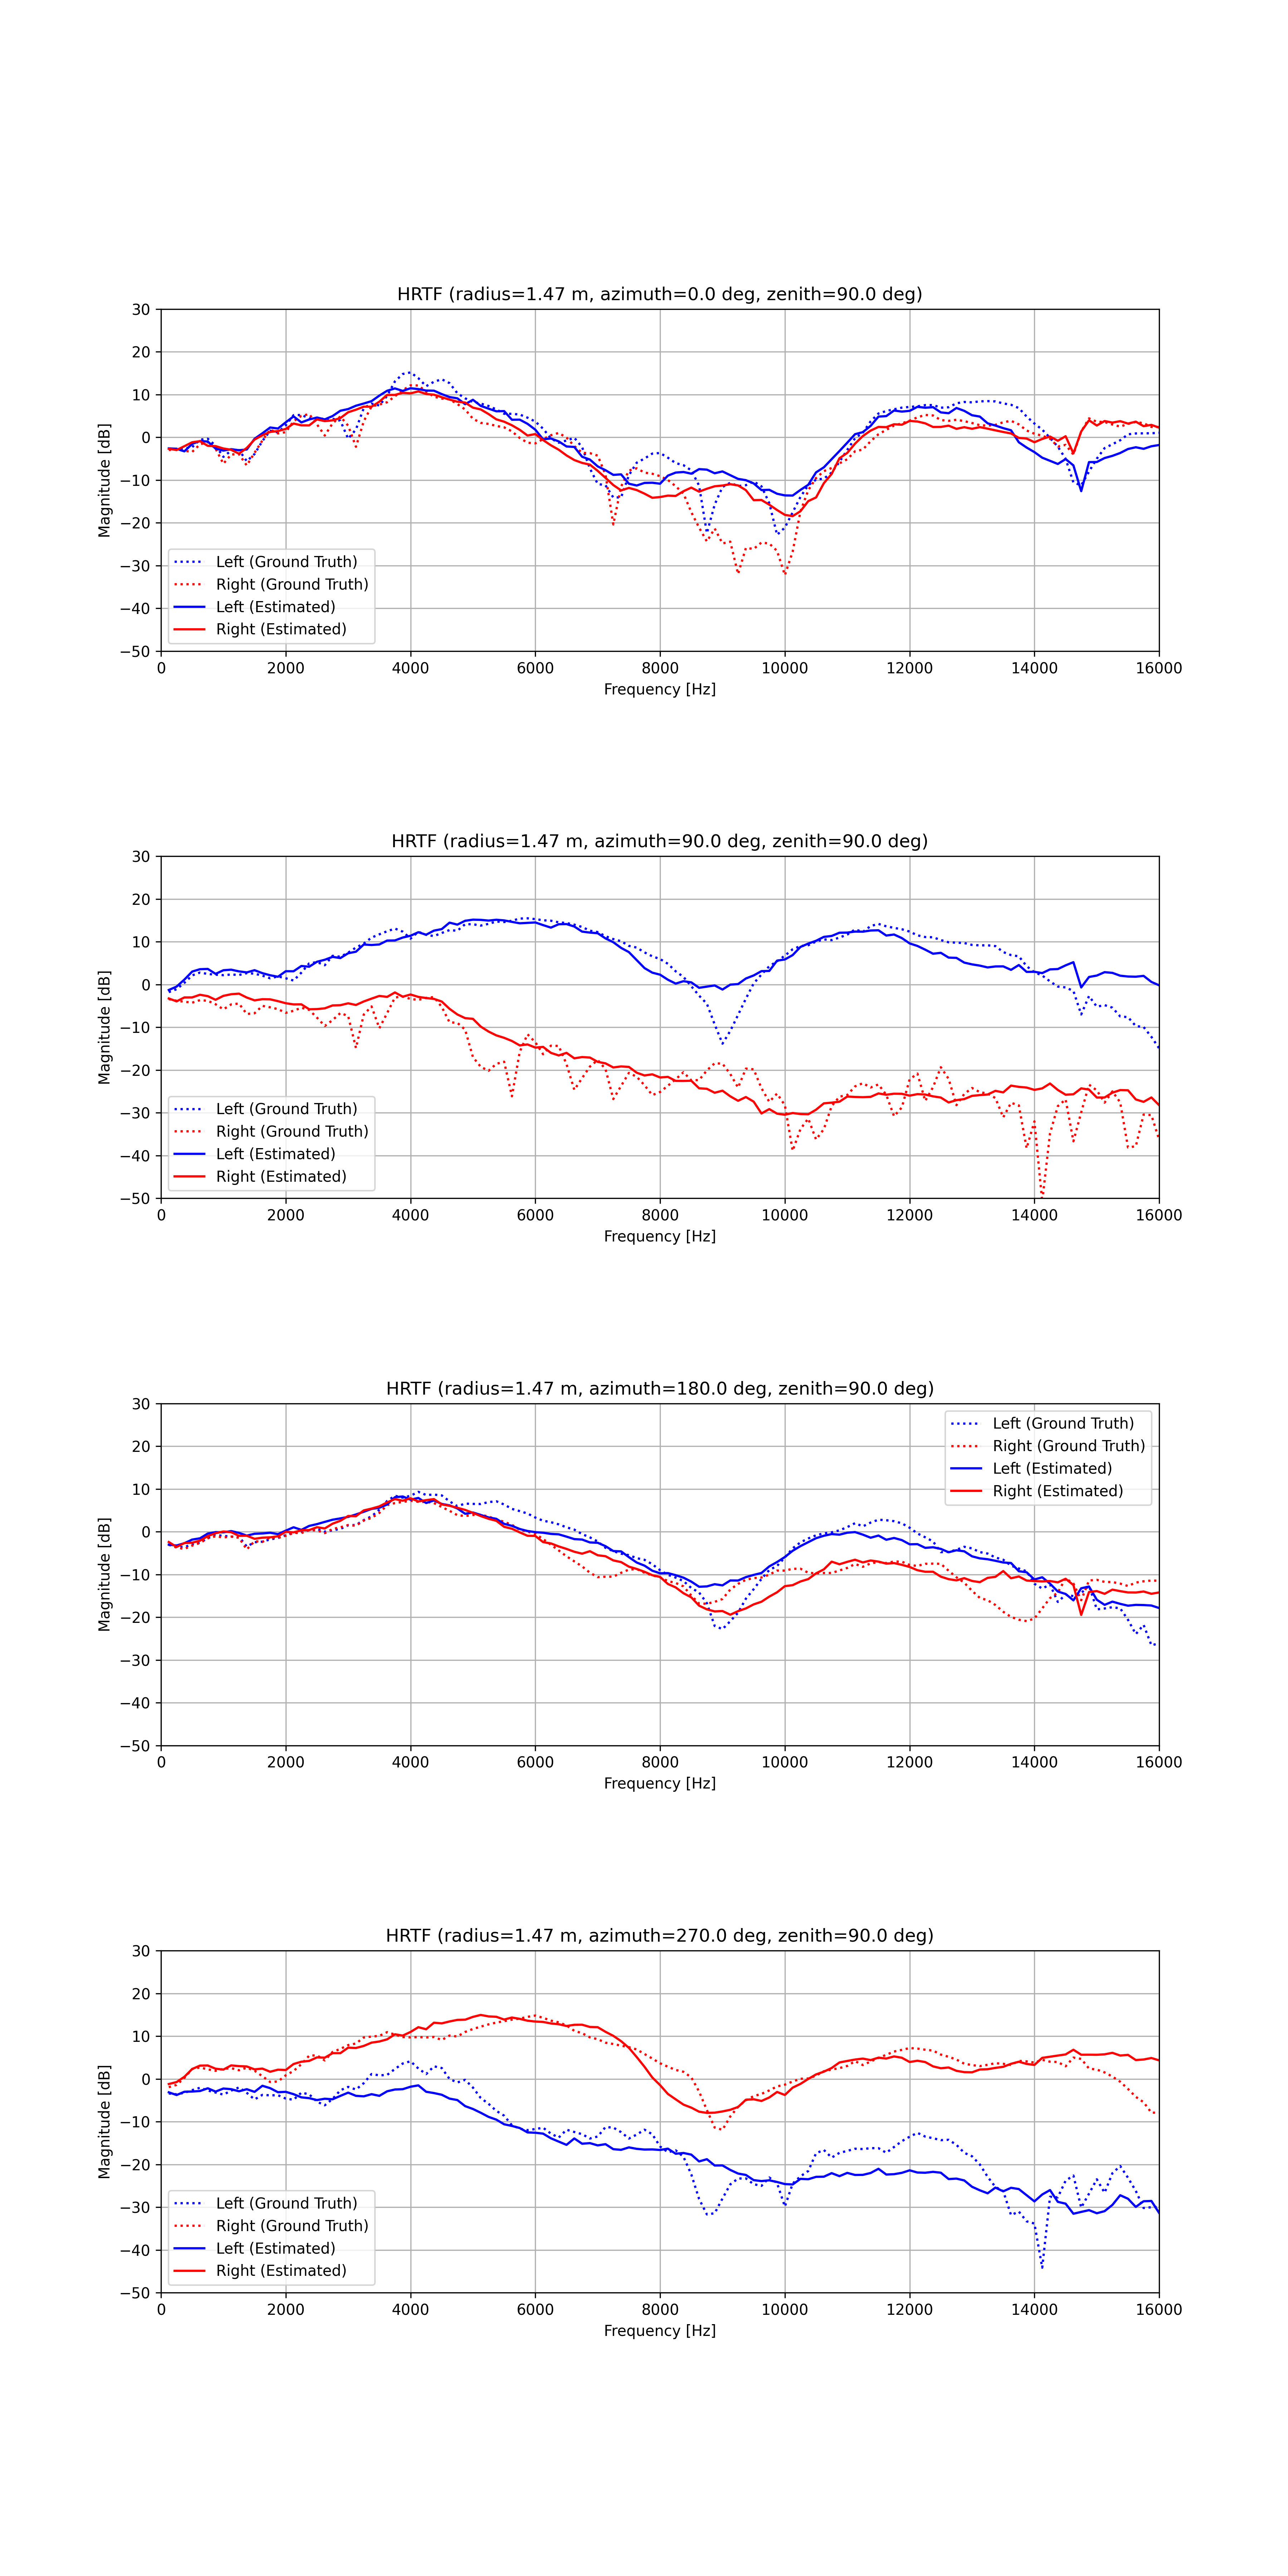 HRTF (radius=1.47 m, azimuth=0.0 deg, zenith=90.0 deg)
30
20
10
0
−10
−20
−30
−40
−50
Magnitude [dB]
Left (Ground Truth)
Right (Ground Truth)
Left (Estimated)
Right (Estimated)
0 2000 4000 6000 8000 10000 12000 14000 16000
Frequency [Hz]
HRTF (radius=1.47 m, azimuth=90.0 deg, zenith=90.0 deg)
30
20
10
0
−10
−20
−30
−40
−50
Magnitude [dB]
Left (Ground Truth)
Right (Ground Truth)
Left (Estimated)
Right (Estimated)
0 2000 4000 6000 8000 10000 12000 14000 16000
Frequency [Hz]
HRTF (radius=1.47 m, azimuth=180.0 deg, zenith=90.0 deg)
30
20
10
0
−10
−20
−30
−40
−50
Magnitude [dB]
Left (Ground Truth)
Right (Ground Truth)
Left (Estimated)
Right (Estimated)
0 2000 4000 6000 8000 10000 12000 14000 16000
Frequency [Hz]
HRTF (radius=1.47 m, azimuth=270.0 deg, zenith=90.0 deg)
30
20
10
0
−10
−20
−30
−40
−50
Magnitude [dB]
Left (Ground Truth)
Right (Ground Truth)
Left (Estimated)
Right (Estimated)
0 2000 4000 6000 8000 10000 12000 14000 16000
Frequency [Hz]